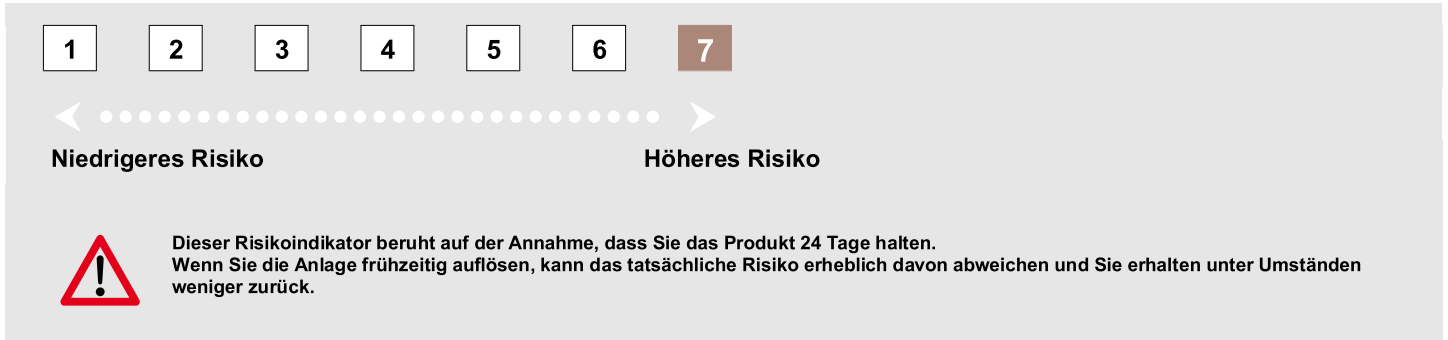 1 2 3 4 5 6 7
Niedrigeres Risiko Höheres Risiko
Dieser Risikoindikator beruht auf der Annahme, dass Sie das Produkt 24 Tage halten.
Wenn Sie die Anlage frühzeitig auflösen, kann das tatsächliche Risiko erheblich davon abweichen und Sie erhalten unter Umständen
weniger zurück.